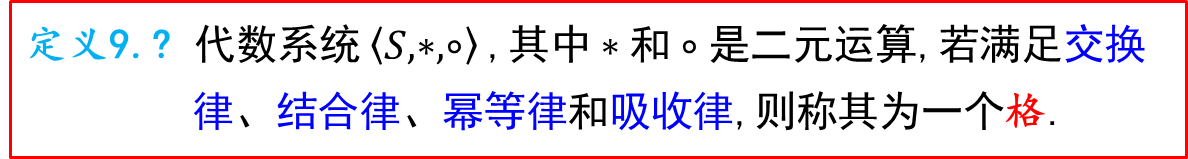 定义9.? 代数系统⟨S,*,∘⟩,其中 * 和 ∘ 是二元运算,若满足交换
律、结合律、幂等律和吸收律,则称其为一个格.